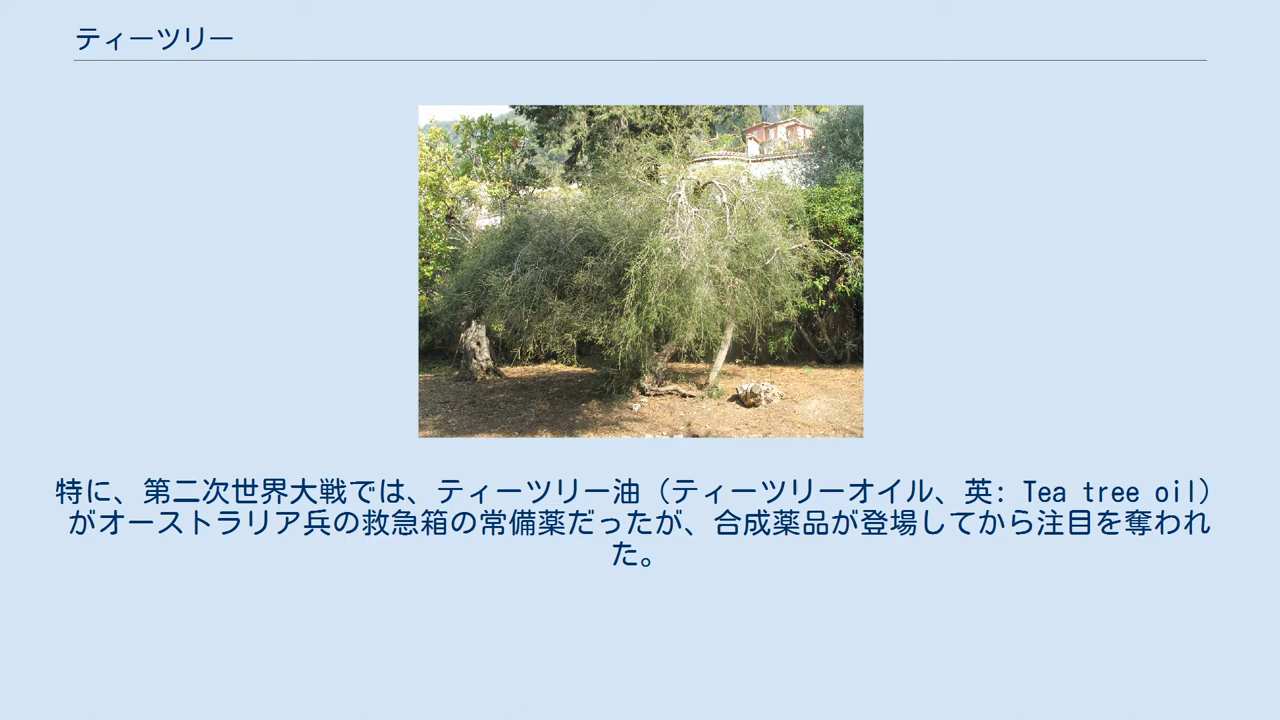 ティーツリー
特に、第二次世界大戦では、ティーツリー油（ティーツリーオイル、英: Tea tree oil）
がオーストラリア兵の救急箱の常備薬だったが、合成薬品が登場してから注目を奪われ
た。